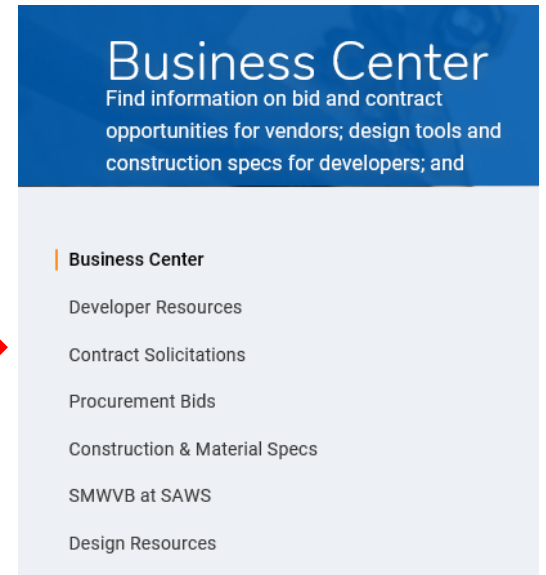 Business Center
Find information on bid and contract
opportunities for vendors; design tools and
construction specs for developers; and
Business Center
Developer Resources
Contract Solicitations
Procurement Bids
Construction & Material Specs
SMWVB at SAWS
Design Resources